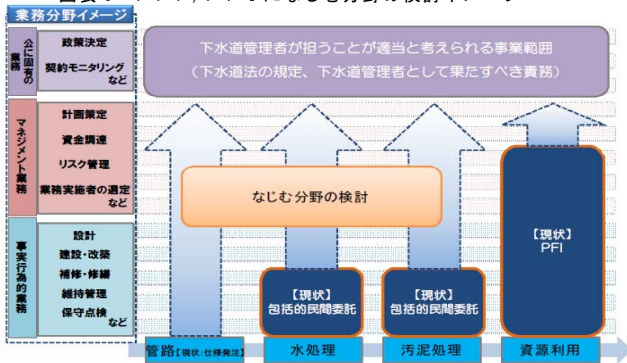 業務分野イメージ
公に固有の
業務
政策決定
契約モニタリング
など
マネジメント業務
計画策定
資金調達
リスク管理
業務実施者の選定
など
事実行為的業務
設計
建設・改築
補修・修繕
維持管理
保守点検
など
下水道管理者が担うことが適当と考えられる事業範囲
(下水道法の規定、下水道管理者として果たすべき責務)
なじむ分野の検討
【現状】
包括的民間委託
【現状】
包括的民間委託
【現状】
PFI
管路【現状:仕様発注】
水処理
汚泥処理
資源利用